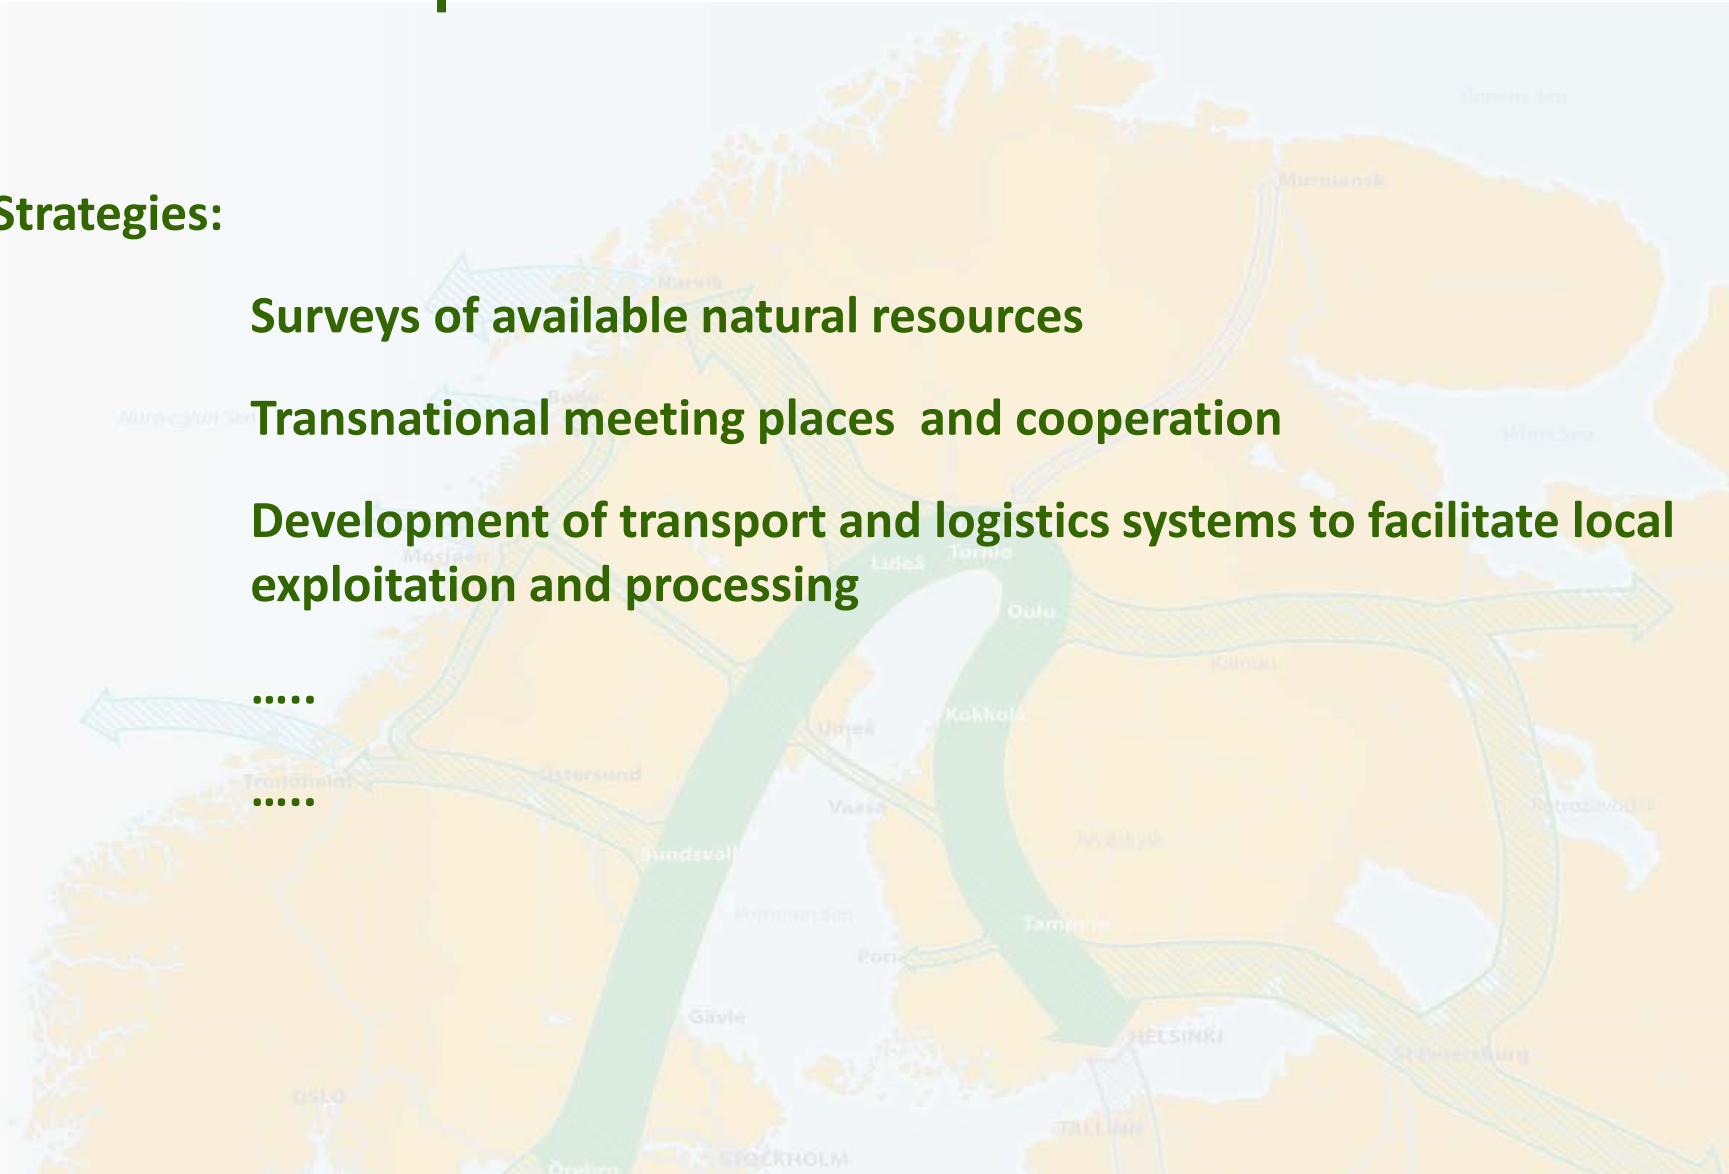 Barents Sea
Murmansk
Strategies:
Narvik
Surveys of available natural resources
Bodø
Norwegian Sea
Transnational meeting places  and cooperation
White Sea
Development of transport and logistics systems to facilitate local
Mosjøen
Luleå
Tornio
exploitation and processing
Oulu
Kajaani
…..
Kokkola
Umeå
Trondheim
Östersund
…..
Vaasa
Petrozavodsk
Jyväskylä
Sundsvall
Tampere
Pori
Gävle
HELSINKI
St Petersburg
OSLO
TALLINN
STOCKHOLM
Örebro